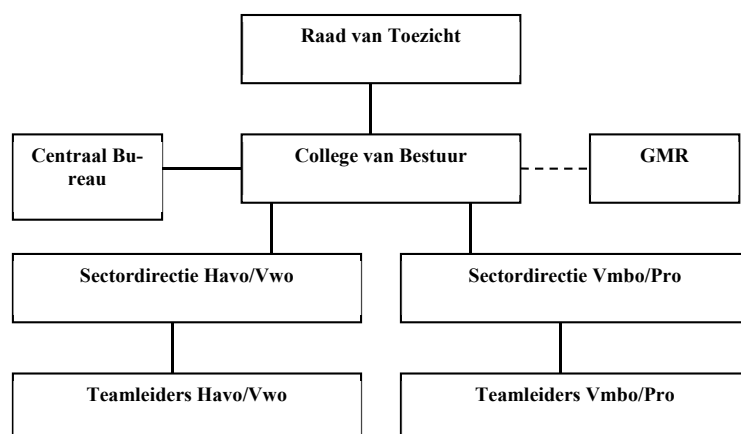 Raad van Toezicht
Centraal Bu-
reau
College van Bestuur
GMR
Sectordirectie Havo/Vwo
Sectordirectie Vmbo/Pro
Teamleiders Havo/Vwo
Teamleiders Vmbo/Pro